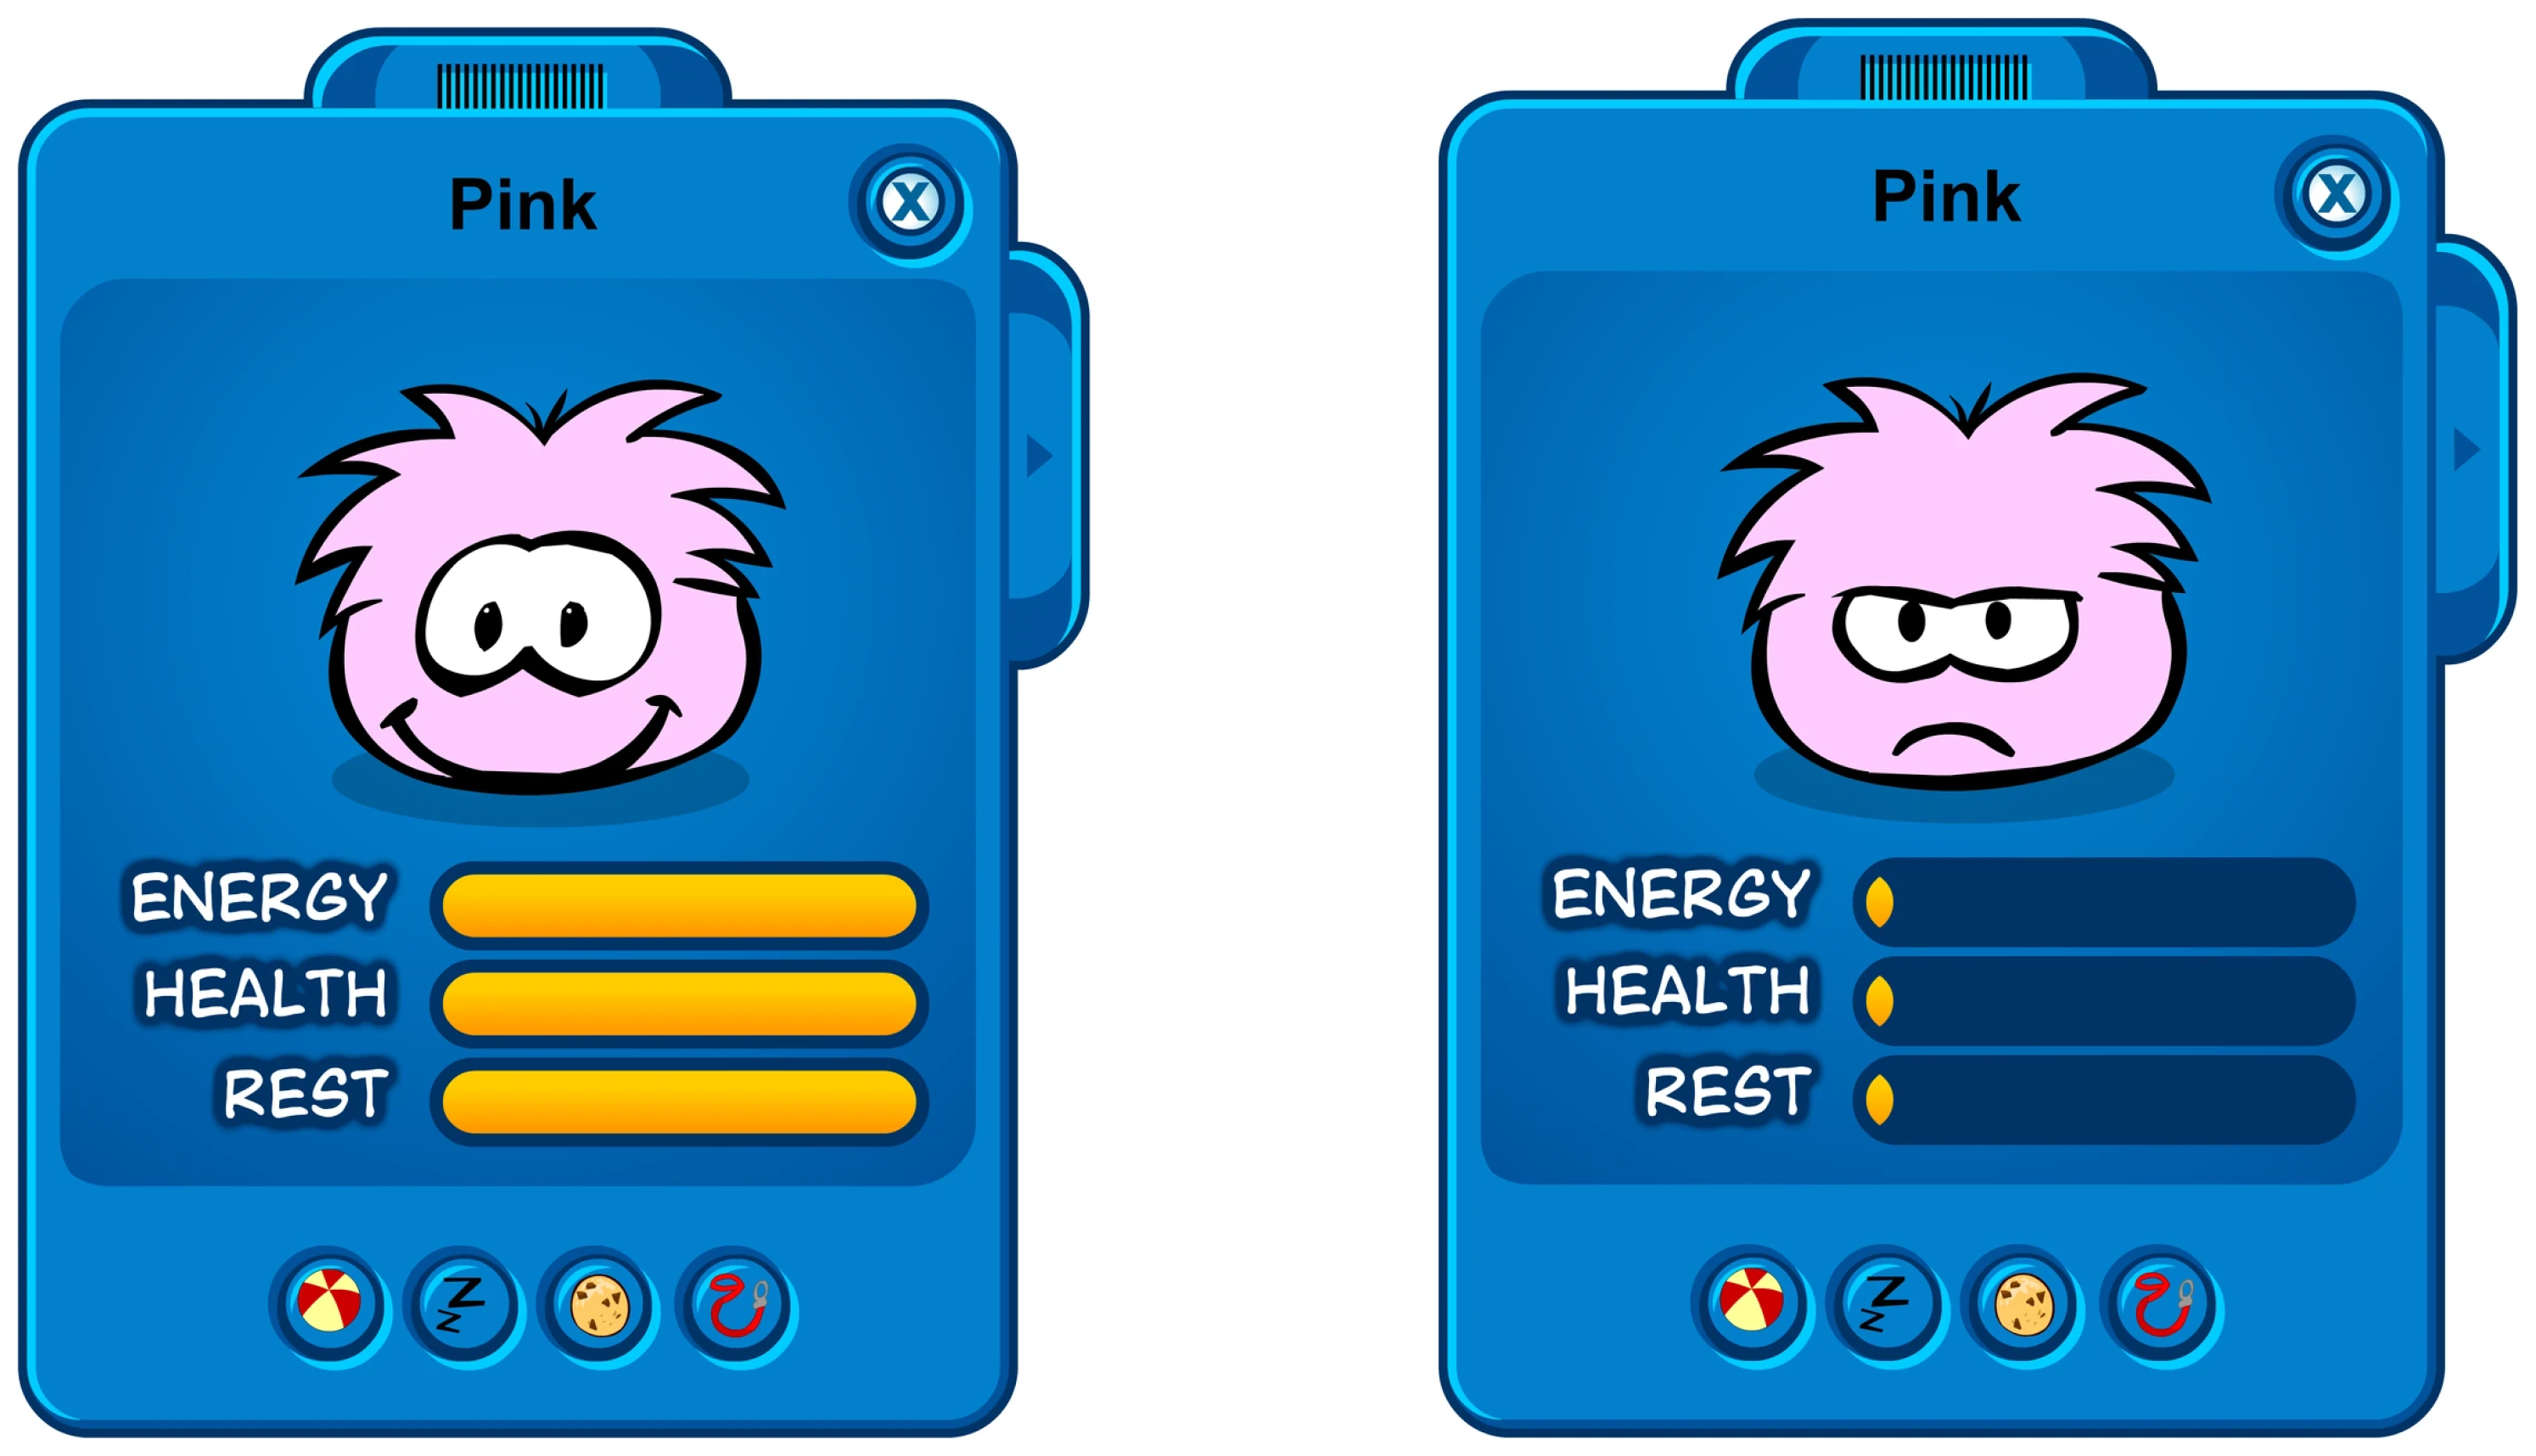 Pink
X
ENERGY
HEALTH
REST
Z
Z
Pink
X
ENERGY
HEALTH
REST
Z
Z